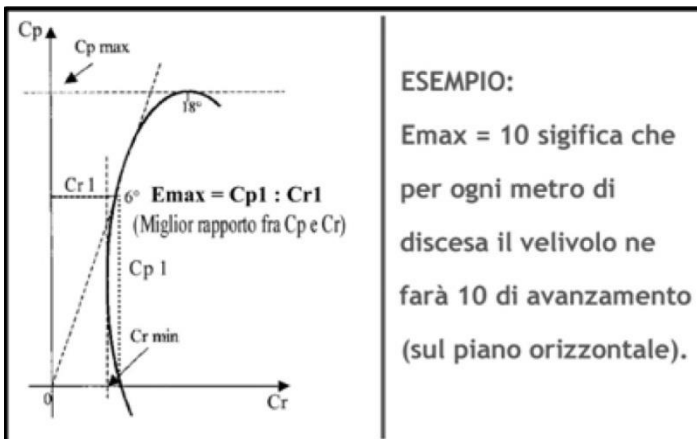 Cp
Cp max
18°
Cr 1
6° Emax = Cp1 : Cr1
(Miglior rapporto fra Cp e Cr)
Cp 1
Cr min
0
Cr
ESEMPIO:
Emax = 10 sigifica che
per ogni metro di
discesa il velivolo ne
farà 10 di avanzamento
(sul piano orizzontale).